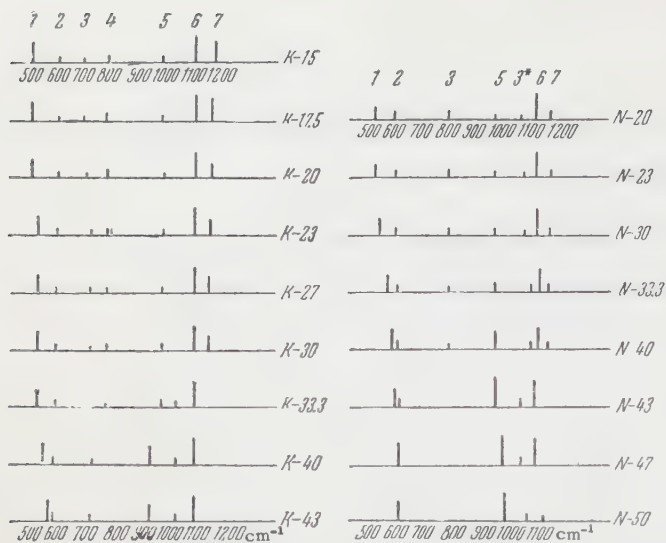 1 2 3 4 5 6 7
K-15
500 600 700 800 900 1000 1100 1200
K-17,5
K-20
K-23
K-27
K-30
K-33.3
K-40
K-43
500 600 700 800 900 1000 1100 1200 cm⁻¹
1 2 3 5 3* 6 7
N-20
500 600 700 800 900 1000 1100 1200
N-23
N-30
N-33.3
N-40
N-43
N-47
N-50
500 600 700 800 900 1000 1100 cm⁻¹